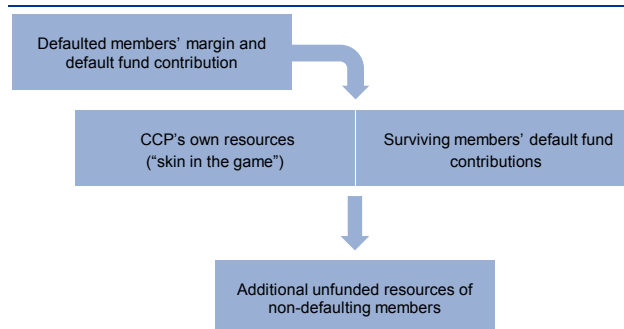 Defaulted members’ margin and
default fund contribution
CCP’s own resources
(“skin in the game”)
Surviving members’ default fund
contributions
Additional unfunded resources of
non-defaulting members